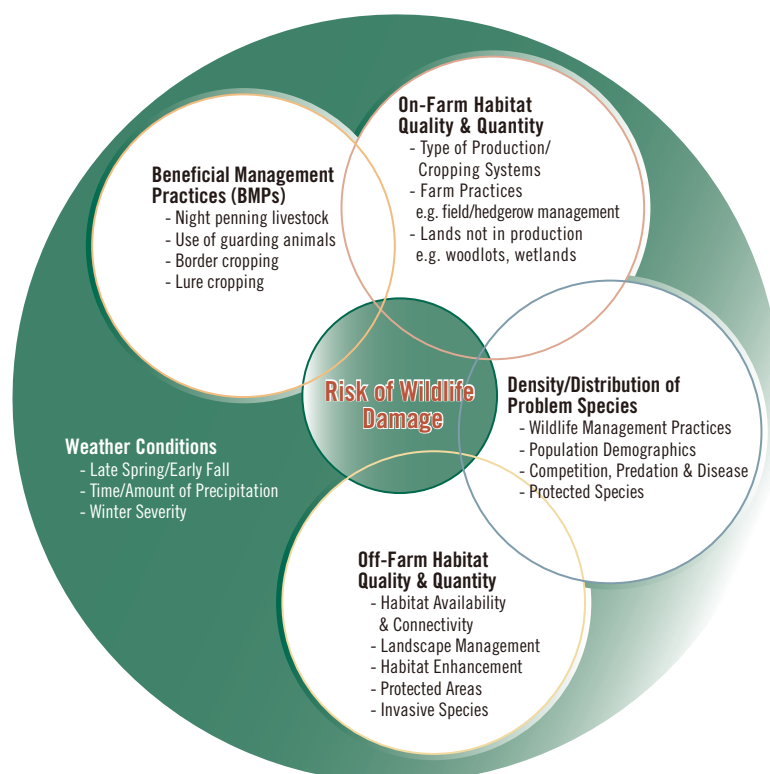 On-Farm Habitat
Quality & Quantity
- Type of Production/
Cropping Systems
- Farm Practices
e.g. field/hedgerow management
- Lands not in production
e.g. woodlots, wetlands
Beneficial Management
Practices (BMPs)
- Night penning livestock
- Use of guarding animals
- Border cropping
- Lure cropping
Risk of Wildlife
Damage
Density/Distribution of
Problem Species
- Wildlife Management Practices
- Population Demographics
- Competition, Predation & Disease
- Protected Species
Weather Conditions
- Late Spring/Early Fall
- Time/Amount of Precipitation
- Winter Severity
Off-Farm Habitat
Quality & Quantity
- Habitat Availability
& Connectivity
- Landscape Management
- Habitat Enhancement
- Protected Areas
- Invasive Species